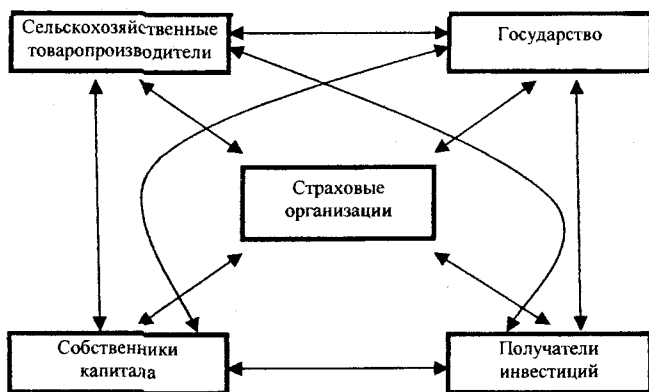 Сельскохозяйственные
товаропроизводители
Государство
Страховые
организации
Собственники
капитала
Получатели
инвестиций